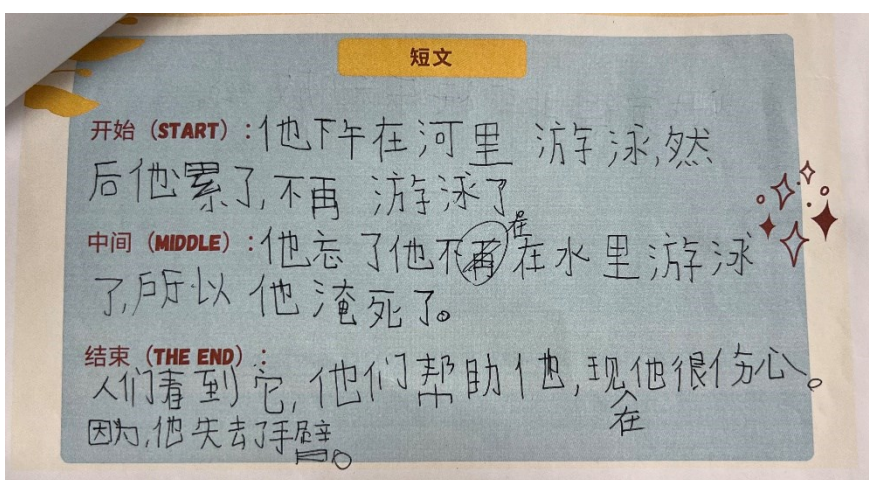 短文
开始（START）：他下午在河里 游泳,然
后他累了,不再 游泳了
中间（MIDDLE）：他忘了他不再在水里游泳
了,所以他淹死了。
结束（THE END）：
人们看到它,他们帮助他,现在他很伤心。
因为,他失去了手臂。